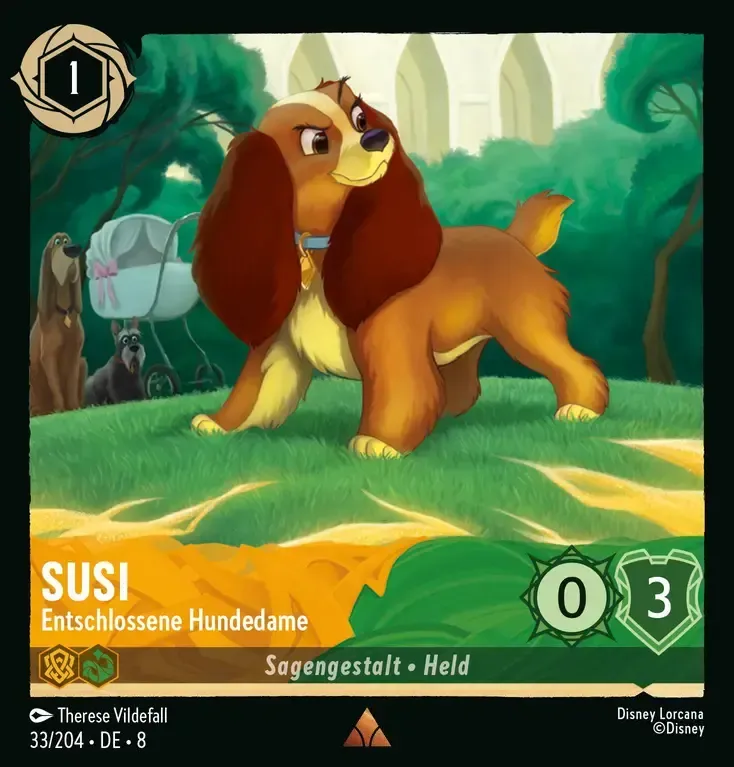 1
SUSI
Entschlossene Hundedame
0 3
Sagengestalt • Held
Therese Vildefall
33/204 • DE • 8
Disney Lorcana
©Disney